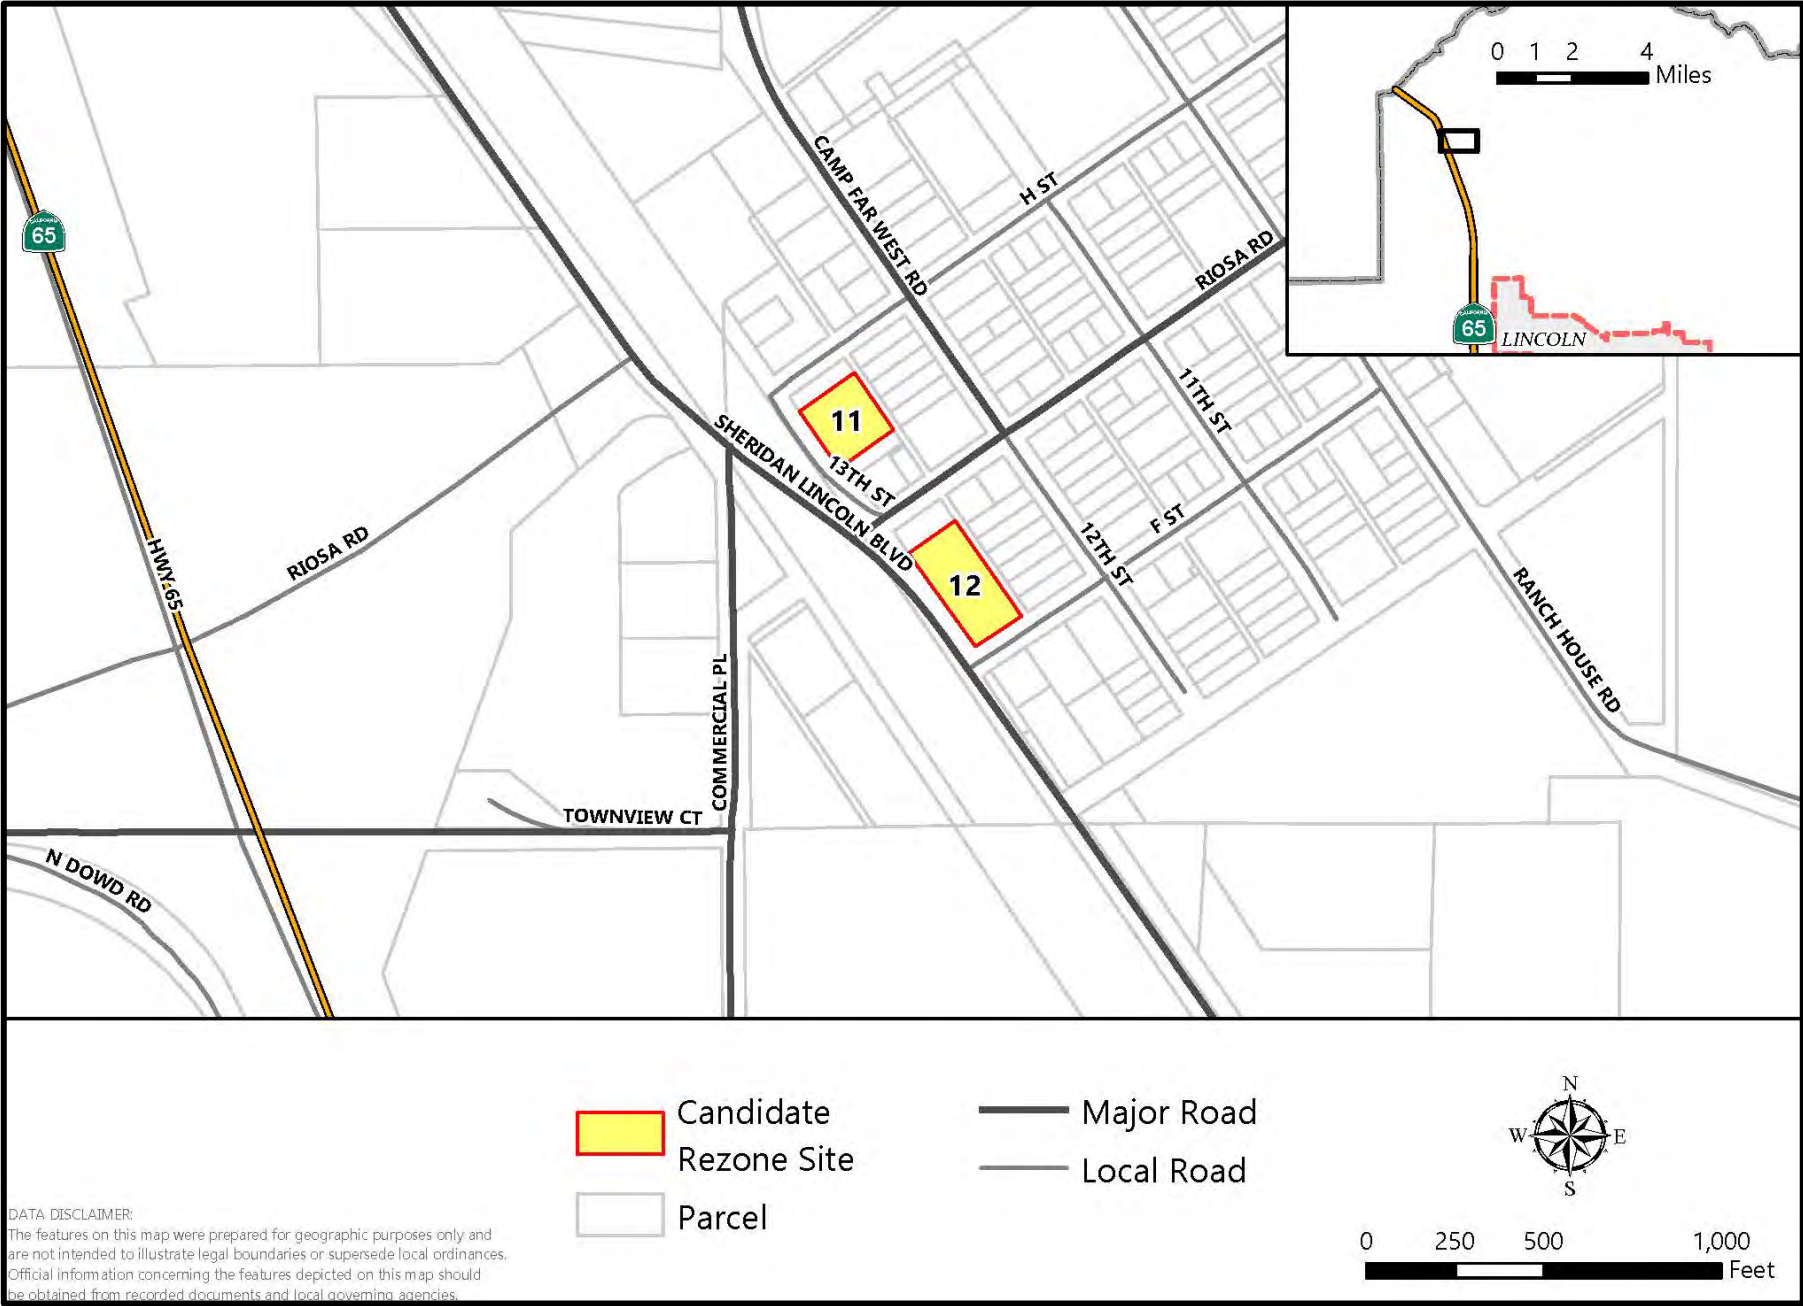 0 1 2 4
Miles
CALIFORNIA
65
LINCOLN
CALIFORNIA
65
CAMP FAR WEST RD
H ST
RIOSA RD
11TH ST
11
SHERIDAN LINCOLN BLVD
13TH ST
12
F ST
12TH ST
RANCH HOUSE RD
RIOSA RD
HWY 65
COMMERCIAL PL
TOWNVIEW CT
N DOWD RD
Candidate
Rezone Site
Parcel
Major Road
Local Road
N
W E
S
0 250 500 1,000
Feet
DATA DISCLAIMER:
The features on this map were prepared for geographic purposes only and
are not intended to illustrate legal boundaries or supersede local ordinances.
Official information concerning the features depicted on this map should
be obtained from recorded documents and local governing agencies.